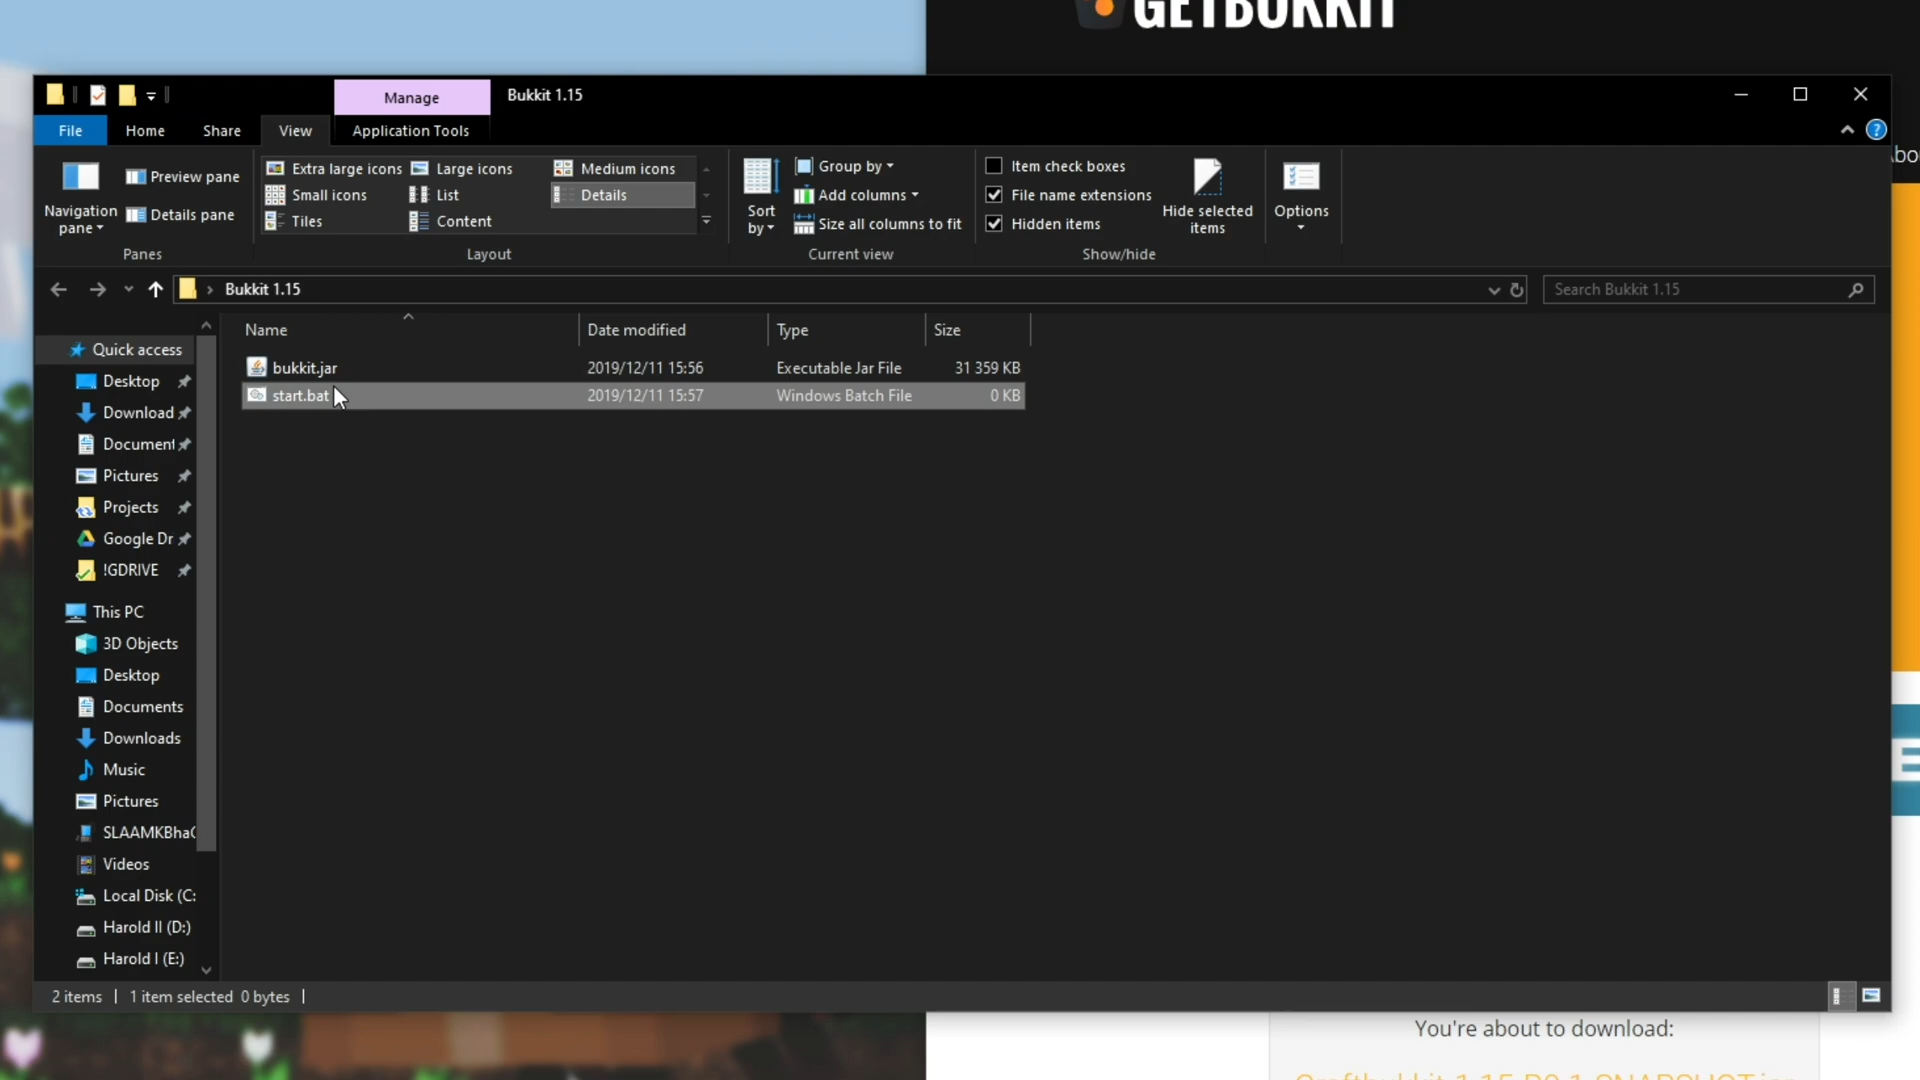 GETBUKKIT
Manage
Bukkit 1.15
File
Home
Share
View
Application Tools
?
Navigation pane
Preview pane
Details pane
Panes
Extra large icons
Large icons
Medium icons
Small icons
List
Details
Tiles
Content
Layout
Sort by
Group by
Add columns
Size all columns to fit
Current view
Item check boxes
File name extensions
Hidden items
Hide selected items
Show/hide
Options
Bukkit 1.15
Search Bukkit 1.15
Name
Date modified
Type
Size
bukkit.jar
2019/12/11 15:56
Executable Jar File
31 359 KB
start.bat
2019/12/11 15:57
Windows Batch File
0 KB
Quick access
Desktop
Download
Document
Pictures
Projects
Google Dr
!GDRIVE
This PC
3D Objects
Desktop
Documents
Downloads
Music
Pictures
SLAAMKBha
Videos
Local Disk (C:
Harold II (D:)
Harold I (E:)
2 items
1 item selected 0 bytes
You're about to download: